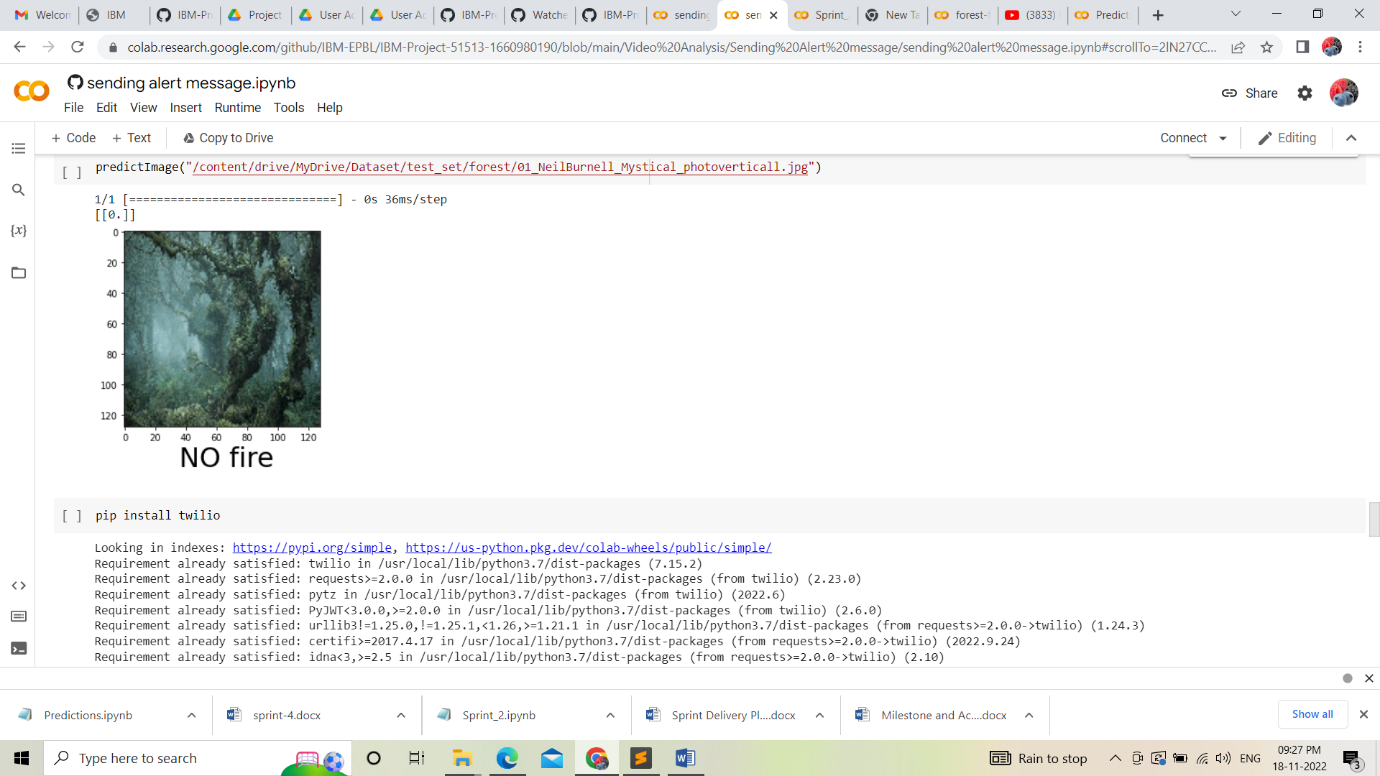 Welcom
IBM
IBM-Pr
Project
User Ac
User Ac
IBM-Pr
Watche
IBM-Pr
sending
sen
Sprint_
New Ta
forest-
(3833)
Predict
colab.research.google.com/github/IBM-EPBL/IBM-Project-51513-1660980190/blob/main/Video%20Analysis/Sending%20Alert%20message/sending%20alert%20message.ipynb#scrollTo=2lN27CC...
sending alert message.ipynb
File Edit View Insert Runtime Tools Help
Share
+ Code + Text Copy to Drive
Connect
Editing
[ ] predictImage("/content/drive/MyDrive/Dataset/test_set/forest/01_NeilBurnell_Mystical_photoverticall.jpg")
1/1 [==============================] - 0s 36ms/step
[[0.]]
0
20
40
60
80
100
120
0 20 40 60 80 100 120
NO fire
[ ] pip install twilio
Looking in indexes: https://pypi.org/simple, https://us-python.pkg.dev/colab-wheels/public/simple/
Requirement already satisfied: twilio in /usr/local/lib/python3.7/dist-packages (7.15.2)
Requirement already satisfied: requests>=2.0.0 in /usr/local/lib/python3.7/dist-packages (from twilio) (2.23.0)
Requirement already satisfied: pytz in /usr/local/lib/python3.7/dist-packages (from twilio) (2022.6)
Requirement already satisfied: PyJWT<3.0.0,>=2.0.0 in /usr/local/lib/python3.7/dist-packages (from twilio) (2.6.0)
Requirement already satisfied: urllib3!=1.25.0,!=1.25.1,<1.26,>=1.21.1 in /usr/local/lib/python3.7/dist-packages (from requests>=2.0.0->twilio) (1.24.3)
Requirement already satisfied: certifi>=2017.4.17 in /usr/local/lib/python3.7/dist-packages (from requests>=2.0.0->twilio) (2022.9.24)
Requirement already satisfied: idna<3,>=2.5 in /usr/local/lib/python3.7/dist-packages (from requests>=2.0.0->twilio) (2.10)
Predictions.ipynb
sprint-4.docx
Sprint_2.ipynb
Sprint Delivery Pl....docx
Milestone and Ac....docx
Show all
Type here to search
Rain to stop
ENG
09:27 PM
18-11-2022
3